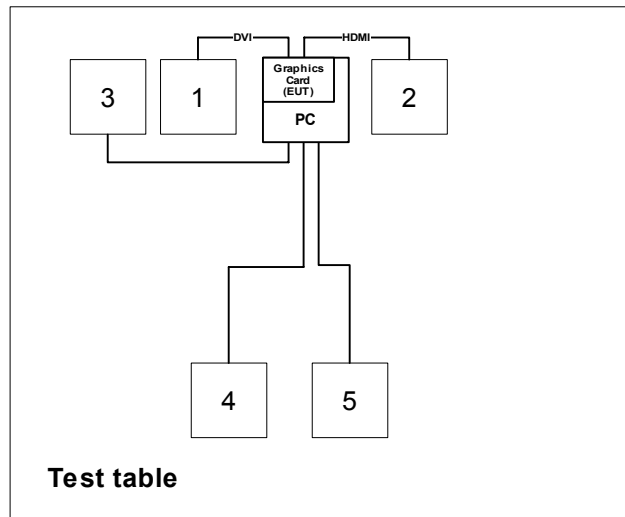 DVI
HDMI
Graphics
Card
(EUT)
PC
3
1
2
4
5
Test table